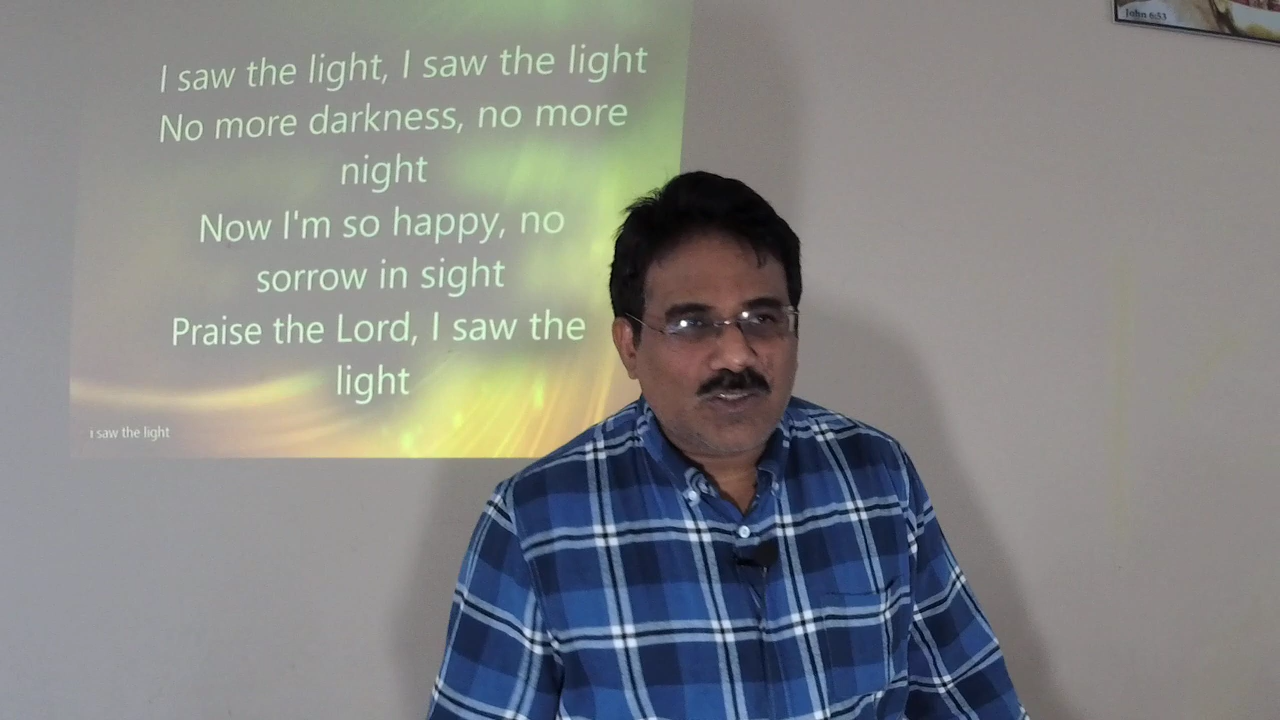 I saw the light, I saw the light
No more darkness, no more
night
Now I'm so happy, no
sorrow in sight
Praise the Lord, I saw the
light
I saw the light
John 6:53